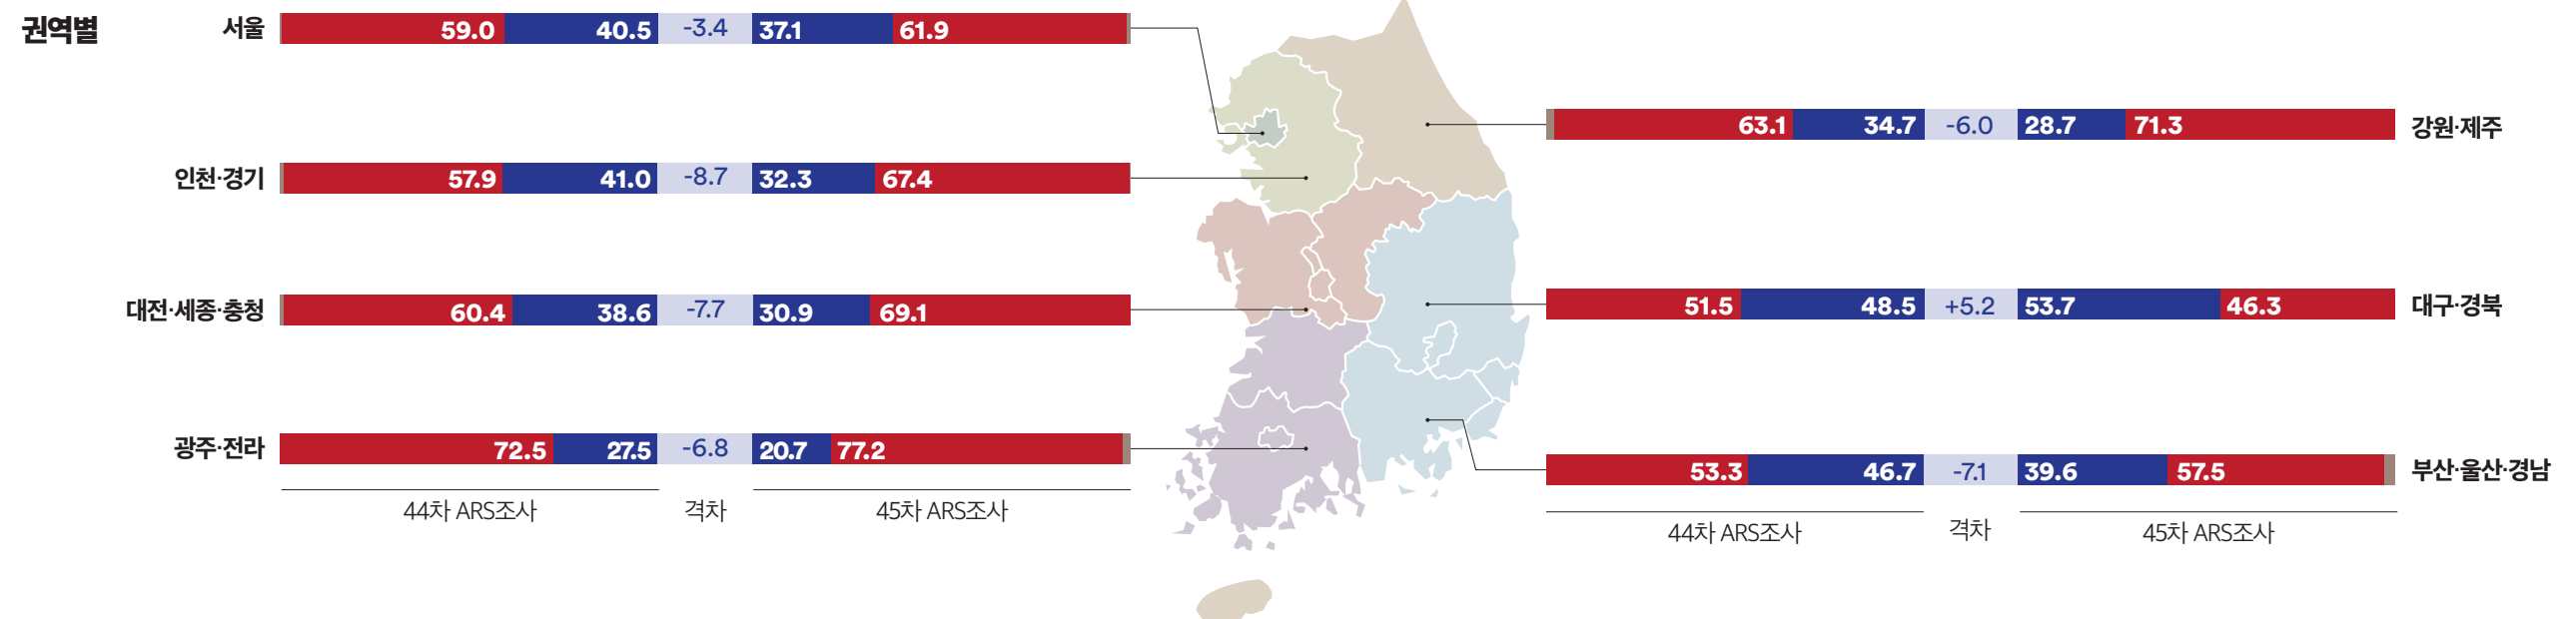 권역별
서울 59.0 40.5 -3.4 37.1 61.9
인천·경기 57.9 41.0 -8.7 32.3 67.4
대전·세종·충청 60.4 38.6 -7.7 30.9 69.1
광주·전라 72.5 27.5 -6.8 20.7 77.2
44차 ARS조사 격차 45차 ARS조사
63.1 34.7 -6.0 28.7 71.3 강원·제주
51.5 48.5 +5.2 53.7 46.3 대구·경북
53.3 46.7 -7.1 39.6 57.5 부산·울산·경남
44차 ARS조사 격차 45차 ARS조사